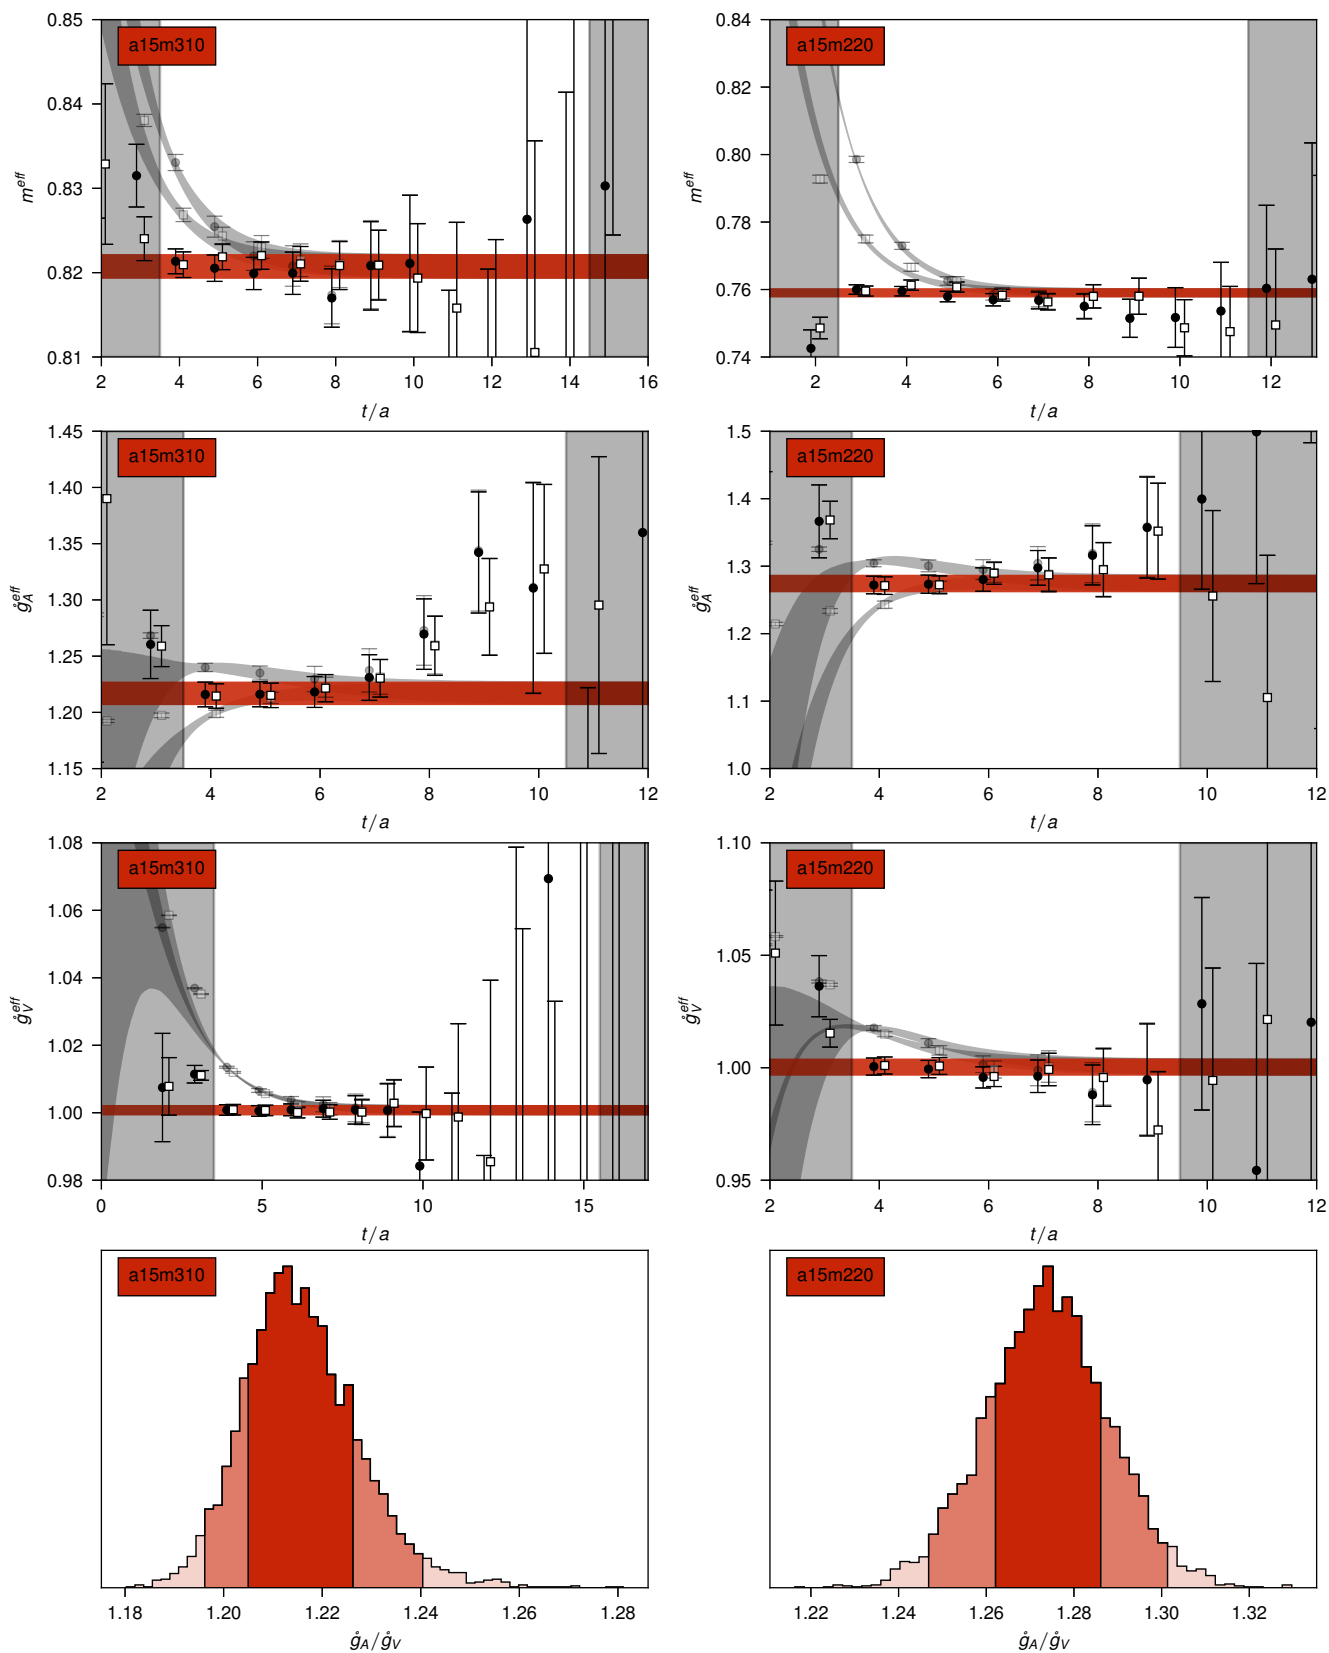 a15m310
0.85
0.84
0.83
0.82
0.81
m^eff
2 4 6 8 10 12 14 16
t/a
a15m220
0.84
0.82
0.80
0.78
0.76
0.74
m^eff
2 4 6 8 10 12
t/a
a15m310
1.45
1.40
1.35
1.30
1.25
1.20
1.15
g̊_A^eff
2 4 6 8 10 12
t/a
a15m220
1.5
1.4
1.3
1.2
1.1
1.0
g̊_A^eff
2 4 6 8 10 12
t/a
a15m310
1.08
1.06
1.04
1.02
1.00
0.98
g̊_V^eff
0 5 10 15
t/a
a15m220
1.10
1.05
1.00
0.95
g̊_V^eff
2 4 6 8 10 12
t/a
a15m310
1.18 1.20 1.22 1.24 1.26 1.28
g̊_A/g̊_V
a15m220
1.22 1.24 1.26 1.28 1.30 1.32
g̊_A/g̊_V